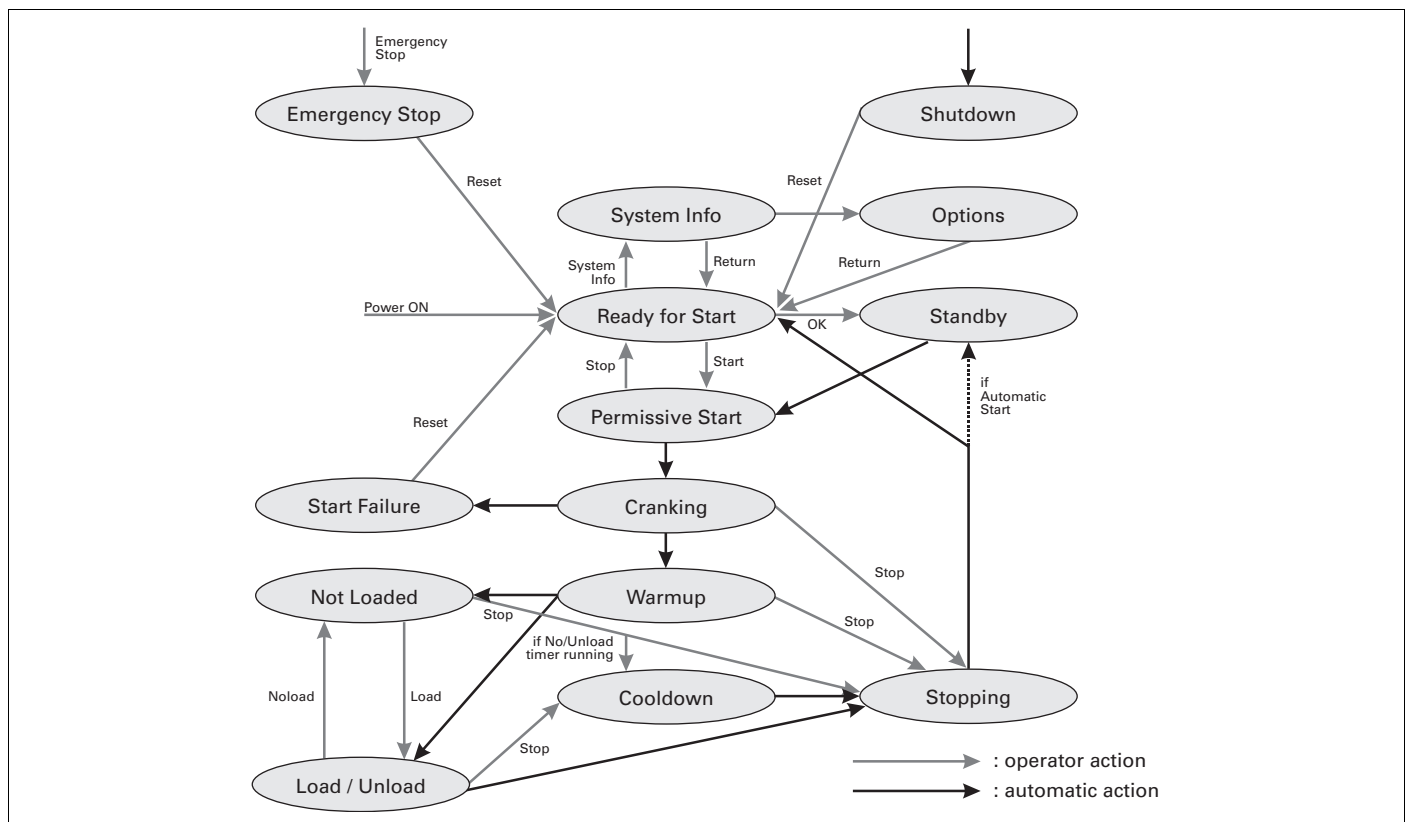 Emergency
Stop
Emergency Stop
Shutdown
Reset
Reset
System Info
Options
System
Info
Return
Return
Power ON
Ready for Start
OK
Standby
Stop
Start
if
Automatic
Start
Permissive Start
Reset
Start Failure
Cranking
Stop
Not Loaded
Warmup
Stop
Stop
if No/Unload
timer running
Noload
Load
Cooldown
Stopping
Stop
Load / Unload
: operator action
: automatic action